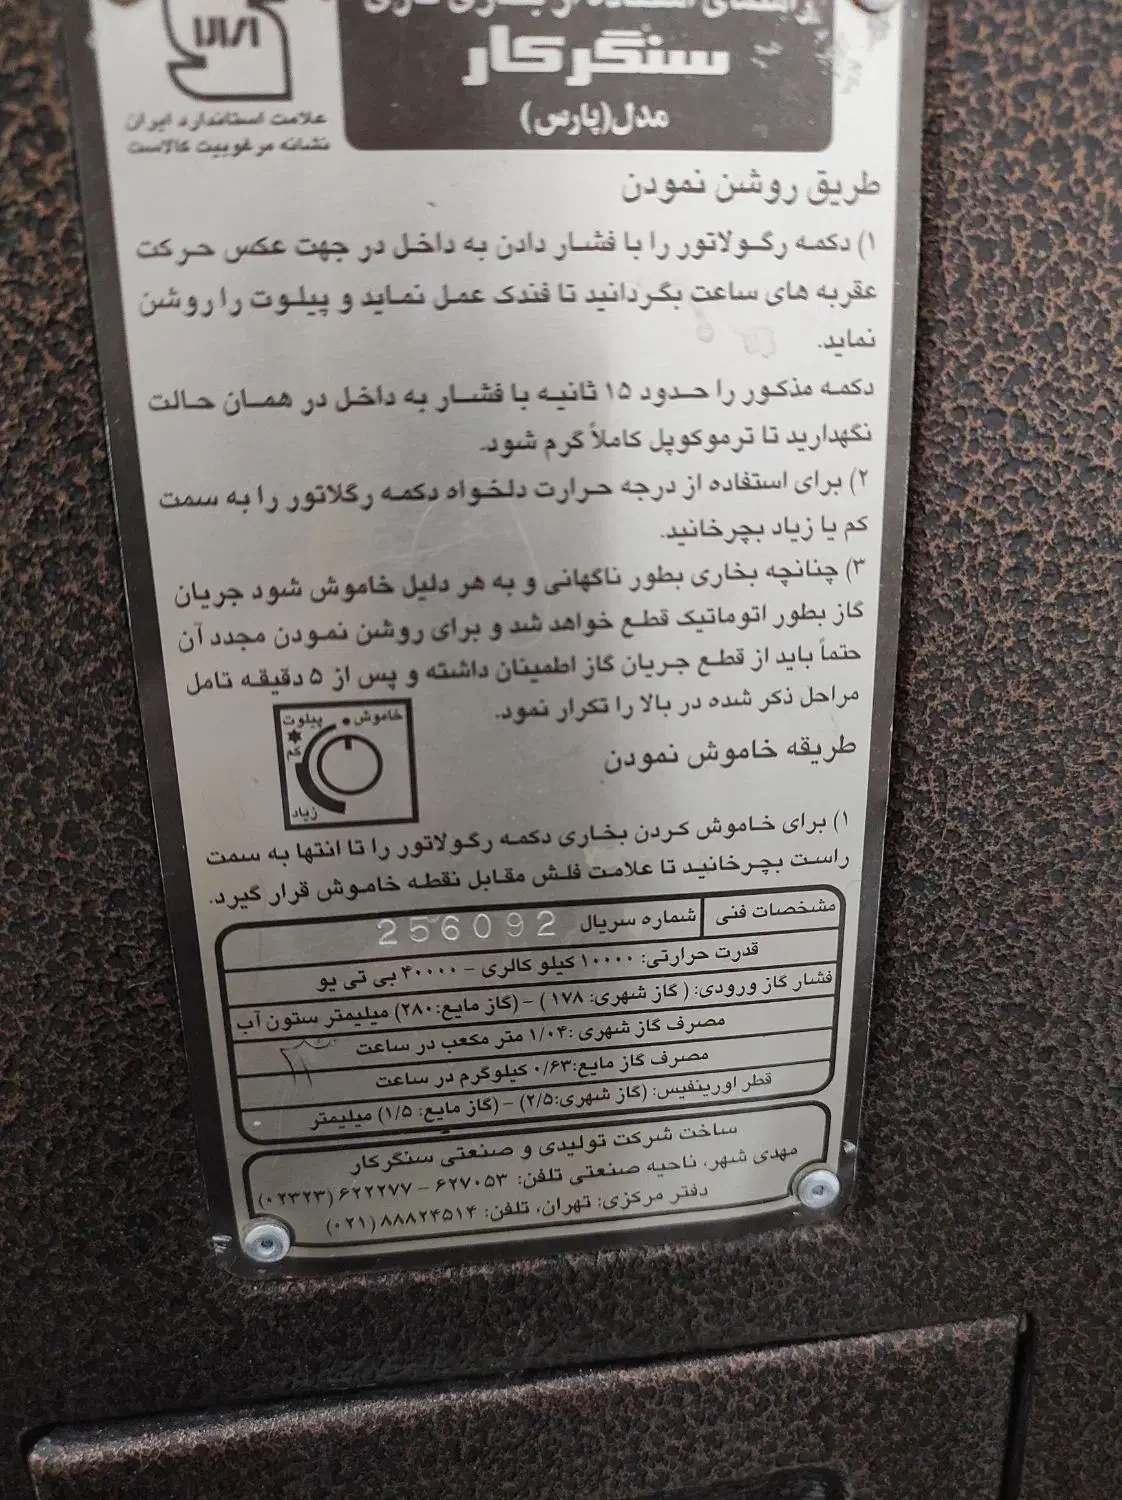 راهنمای استفاده از بخاری گازی
سنگر کار
مدل(پارس)
علامت استاندارد ایران
نشانه مرغوبیت کالاست
طریق روشن نمودن
۱) دکمه رگولاتور را با فشار دادن به داخل در جهت عکس حرکت
عقربه های ساعت بگردانید تا فندک عمل نماید و پیلوت را روشن
نماید.
دکمه مذکور را حدود ۱۵ ثانیه با فشار به داخل در همان حالت
نگهدارید تا ترموکوپل کاملاً گرم شود.
۲) برای استفاده از درجه حرارت دلخواه دکمه رگلاتور را به سمت
کم یا زیاد بچرخانید.
۳) چنانچه بخاری بطور ناگهانی و به هر دلیل خاموش شود جریان
گاز بطور اتوماتیک قطع خواهد شد و برای روشن نمودن مجدد آن
حتماً باید از قطع جریان گاز اطمینان داشته و پس از ۵ دقیقه تامل
مراحل ذکر شده در بالا را تکرار نمود.
خاموش
پیلوت
کم
زیاد
طریقه خاموش نمودن
۱) برای خاموش کردن بخاری دکمه رگولاتور را تا انتها به سمت
راست بچرخانید تا علامت فلش مقابل نقطه خاموش قرار گیرد.
مشخصات فنی شماره سریال 256092
قدرت حرارتی: ۱۰۰۰۰ کیلو کالری - ۴۰۰۰۰ بی تی یو
فشار گاز ورودی: (گاز شهری: ۱۷۸) - (گاز مایع: ۲۸۰) میلیمتر ستون آب
مصرف گاز شهری: ۱/۰۴ متر مکعب در ساعت
مصرف گاز مایع: ۰/۶۳ کیلوگرم در ساعت
قطر اورینفیس: (گاز شهری: ۲/۵) - (گاز مایع: ۱/۵) میلیمتر
ساخت شرکت تولیدی و صنعتی سنگرکار
مهدی شهر، ناحیه صنعتی تلفن: ۶۲۷۰۵۳ - ۶۲۲۲۷۷ (۰۲۳۲۳)
دفتر مرکزی: تهران، تلفن: ۸۸۸۲۴۵۱۴ (۰۲۱)